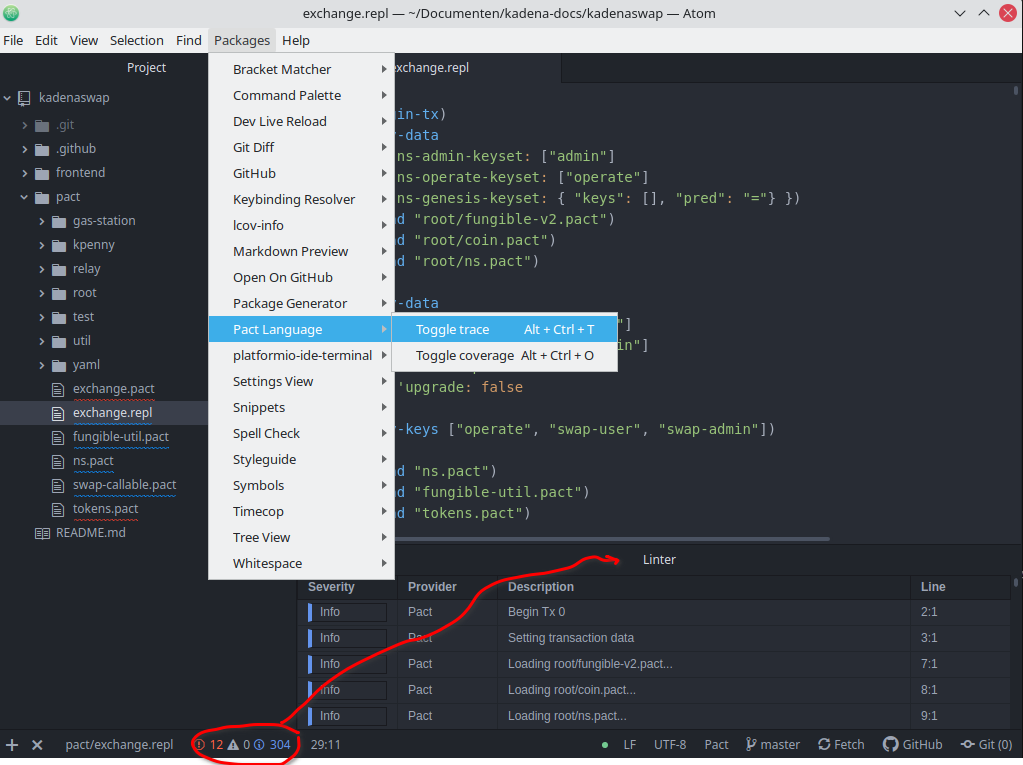 exchange.repl — ~/Documenten/kadena-docs/kadenaswap — Atom
File Edit View Selection Find Packages Help
Project
exchange.repl
kadenaswap
.git
.github
frontend
pact
gas-station
kpenny
relay
root
test
util
yaml
exchange.pact
exchange.repl
fungible-util.pact
ns.pact
swap-callable.pact
tokens.pact
README.md
Bracket Matcher
Command Palette
Dev Live Reload
Git Diff
GitHub
Keybinding Resolver
lcov-info
Markdown Preview
Open On GitHub
Package Generator
Pact Language
platformio-ide-terminal
Settings View
Snippets
Spell Check
Styleguide
Symbols
Timecop
Tree View
Whitespace
Toggle trace Alt + Ctrl + T
Toggle coverage Alt + Ctrl + O
in-tx)
-data
ns-admin-keyset: ["admin"]
ns-operate-keyset: ["operate"]
ns-genesis-keyset: { "keys": [], "pred": "="} })
d "root/fungible-v2.pact")
d "root/coin.pact")
d "root/ns.pact")
-data
"]
in"]
'upgrade: false
-keys ["operate", "swap-user", "swap-admin"])
d "ns.pact")
d "fungible-util.pact")
d "tokens.pact")
Linter
Severity Provider Description Line
Info Pact Begin Tx 0 2:1
Info Pact Setting transaction data 3:1
Info Pact Loading root/fungible-v2.pact... 7:1
Info Pact Loading root/coin.pact... 8:1
Info Pact Loading root/ns.pact... 9:1
pact/exchange.repl 12 0 304 29:11 LF UTF-8 Pact master Fetch GitHub Git (0)